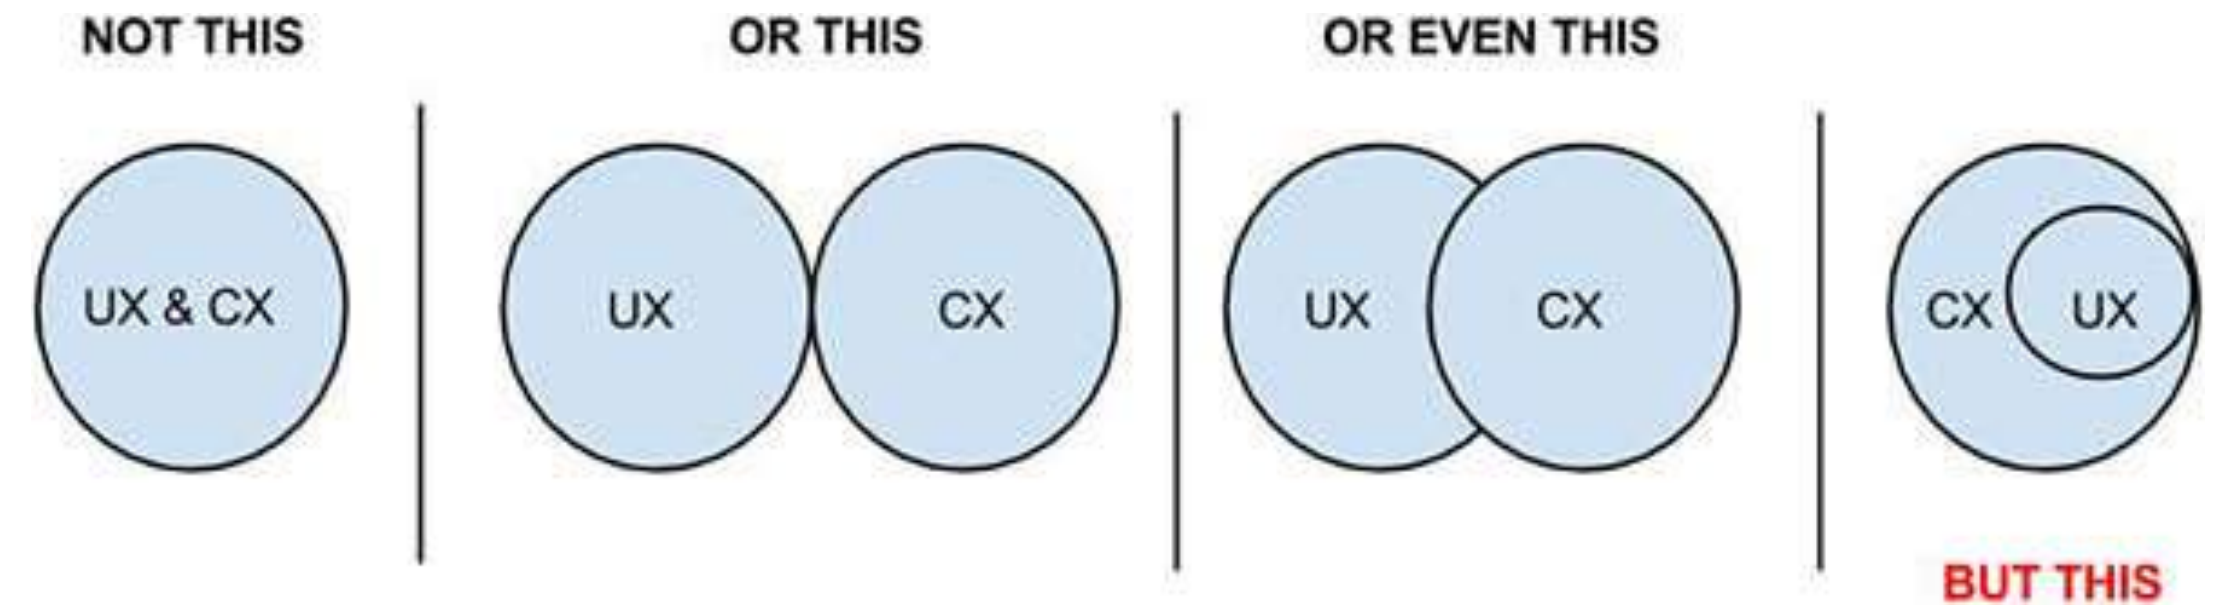 NOT THIS
OR THIS
OR EVEN THIS
UX & CX
UX
CX
UX
CX
CX
UX
BUT THIS